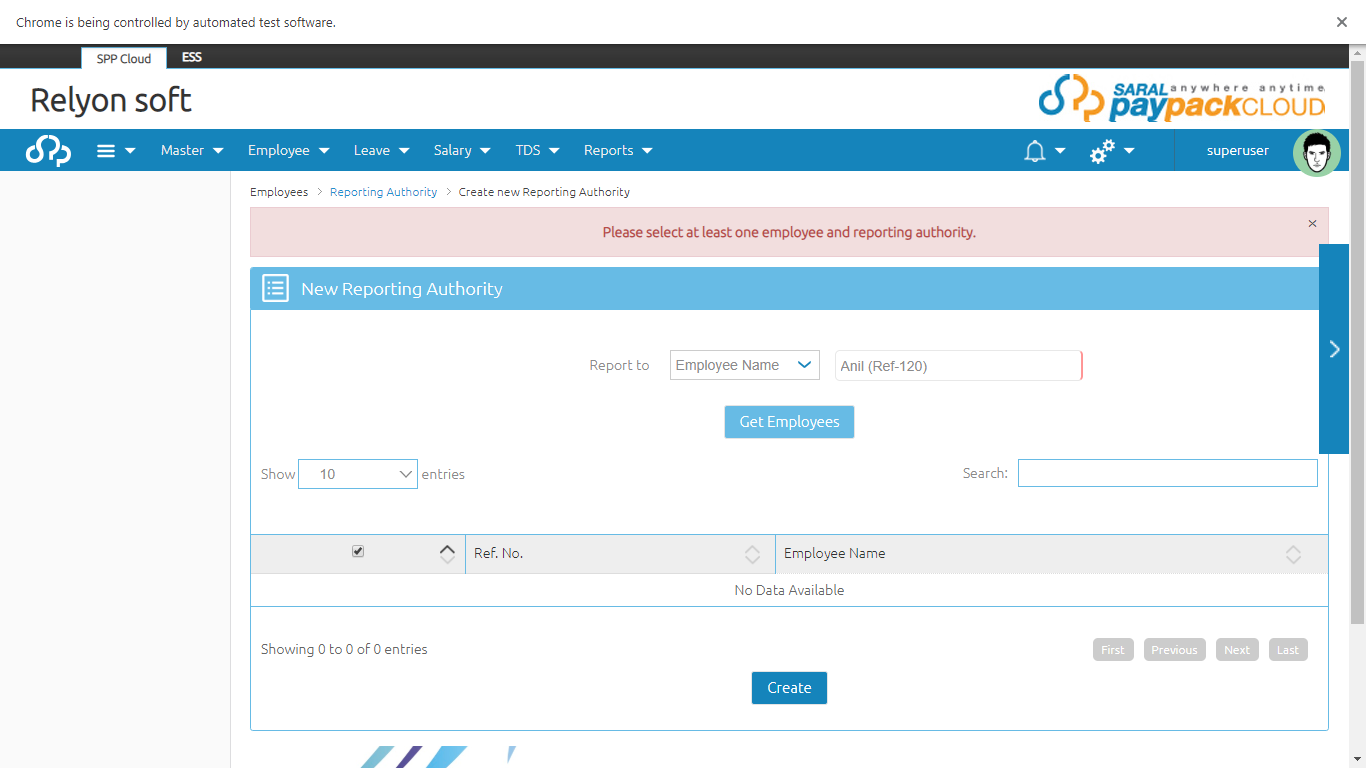 Chrome is being controlled by automated test software.
SPP Cloud ESS
Relyon soft
SARAL anywhere anytime
paypackCLOUD
Master Employee Leave Salary TDS Reports superuser
Employees > Reporting Authority > Create new Reporting Authority
Please select at least one employee and reporting authority.
New Reporting Authority
Report to Employee Name Anil (Ref-120)
Get Employees
Show 10 entries Search:
Ref. No. Employee Name
No Data Available
Showing 0 to 0 of 0 entries First Previous Next Last
Create